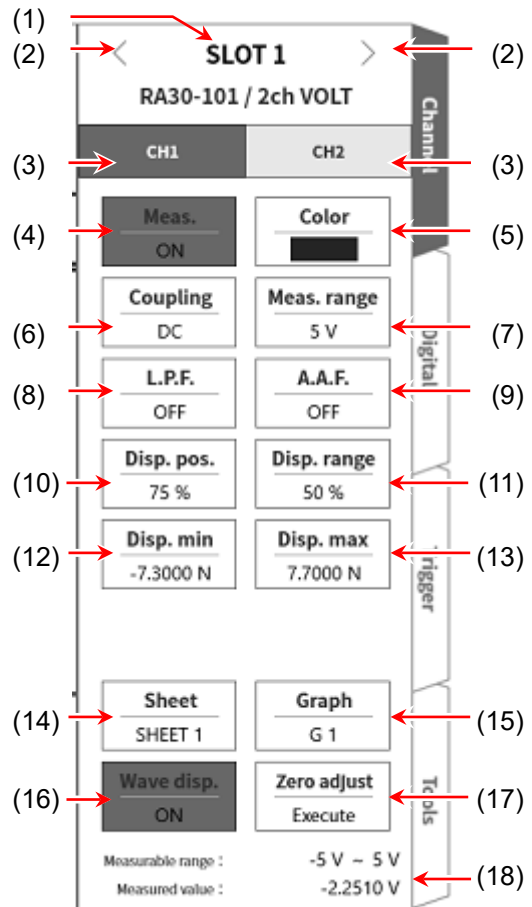 (1)
(2) < SLOT 1 > (2)
RA30-101 / 2ch VOLT
Channel
(3) CH1 CH2 (3)
(4) Meas. Color (5)
ON
Coupling Meas. range
(6) DC 5 V (7)
Digital
L.P.F. A.A.F.
(8) OFF OFF (9)
Disp. pos. Disp. range
(10) 75 % 50 % (11)
Disp. min Disp. max
(12) -7.3000 N 7.7000 N (13)
Trigger
Sheet Graph
(14) SHEET 1 G 1 (15)
Wave disp. Zero adjust
(16) ON Execute (17)
Tools
Measurable range : -5 V ~ 5 V
Measured value : -2.2510 V (18)